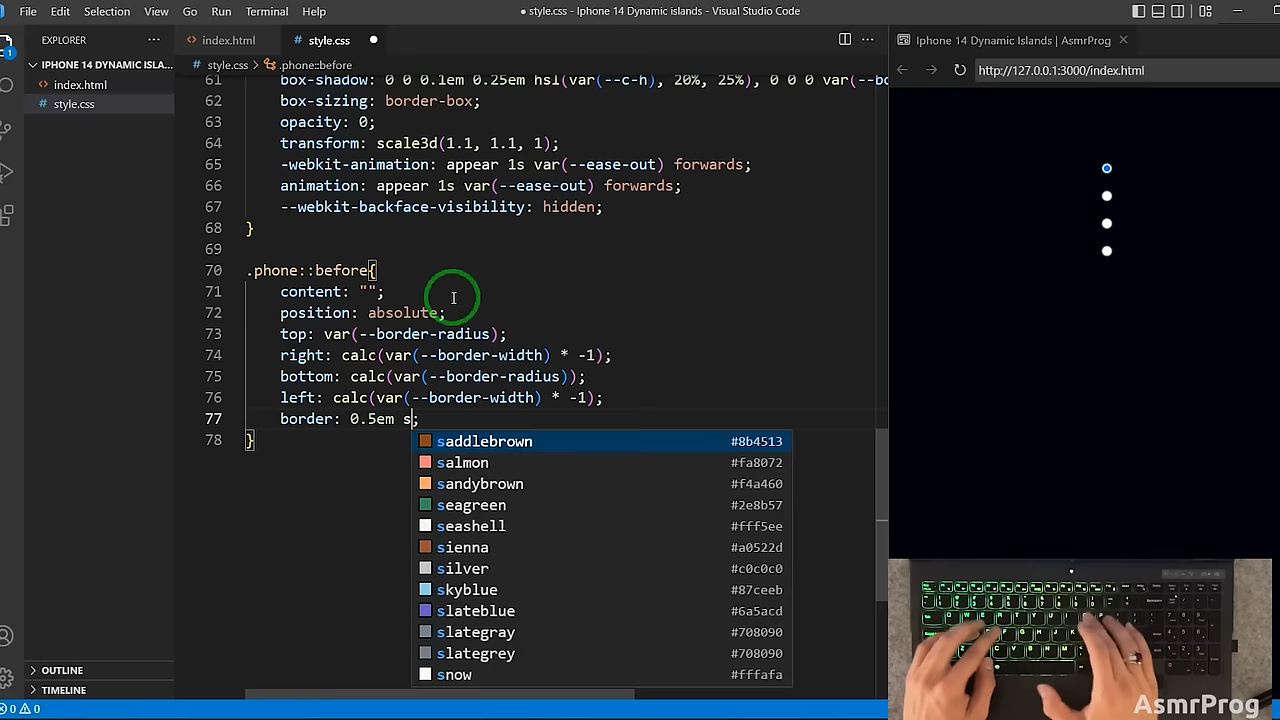 File Edit Selection View Go Run Terminal Help
style.css - Iphone 14 Dynamic islands - Visual Studio Code
EXPLORER
1
IPHONE 14 DYNAMIC ISLA...
index.html
style.css
OUTLINE
TIMELINE
0 0
index.html
style.css
style.css > .phone::before
61 box-shadow: 0 0 0.1em 0.25em hsl(var(--c-h), 20%, 25%), 0 0 0 var(--bo
62 box-sizing: border-box;
63 opacity: 0;
64 transform: scale3d(1.1, 1.1, 1);
65 -webkit-animation: appear 1s var(--ease-out) forwards;
66 animation: appear 1s var(--ease-out) forwards;
67 --webkit-backface-visibility: hidden;
68 }
69
70 .phone::before{
71 content: "";
72 position: absolute;
73 top: var(--border-radius);
74 right: calc(var(--border-width) * -1);
75 bottom: calc(var(--border-radius));
76 left: calc(var(--border-width) * -1);
77 border: 0.5em s;
78 }
saddlebrown #8b4513
salmon #fa8072
sandybrown #f4a460
seagreen #2e8b57
seashell #fff5ee
sienna #a0522d
silver #c0c0c0
skyblue #87ceeb
slateblue #6a5acd
slategray #708090
slategrey #708090
snow #fffafa
Iphone 14 Dynamic Islands | AsmrProg
http://127.0.0.1:3000/index.html
AsmrProg